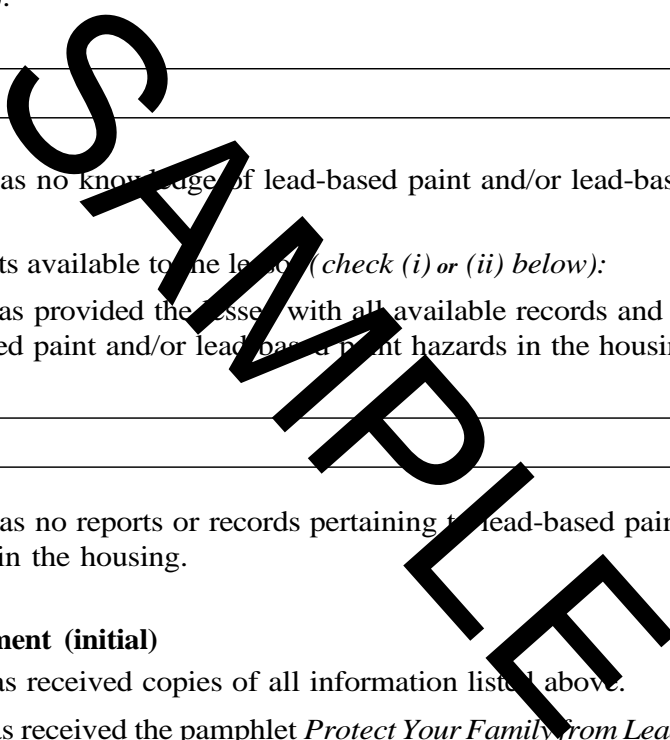 SAMPLE
as no knowledge of lead-based paint and/or lead-bas
ts available to the lessor (check (i) or (ii) below):
as provided the lessee with all available records and
ed paint and/or lead-based paint hazards in the housi
as no reports or records pertaining to lead-based pain
in the housing.
ment (initial)
as received copies of all information listed above.
as received the pamphlet Protect Your Family from Lea